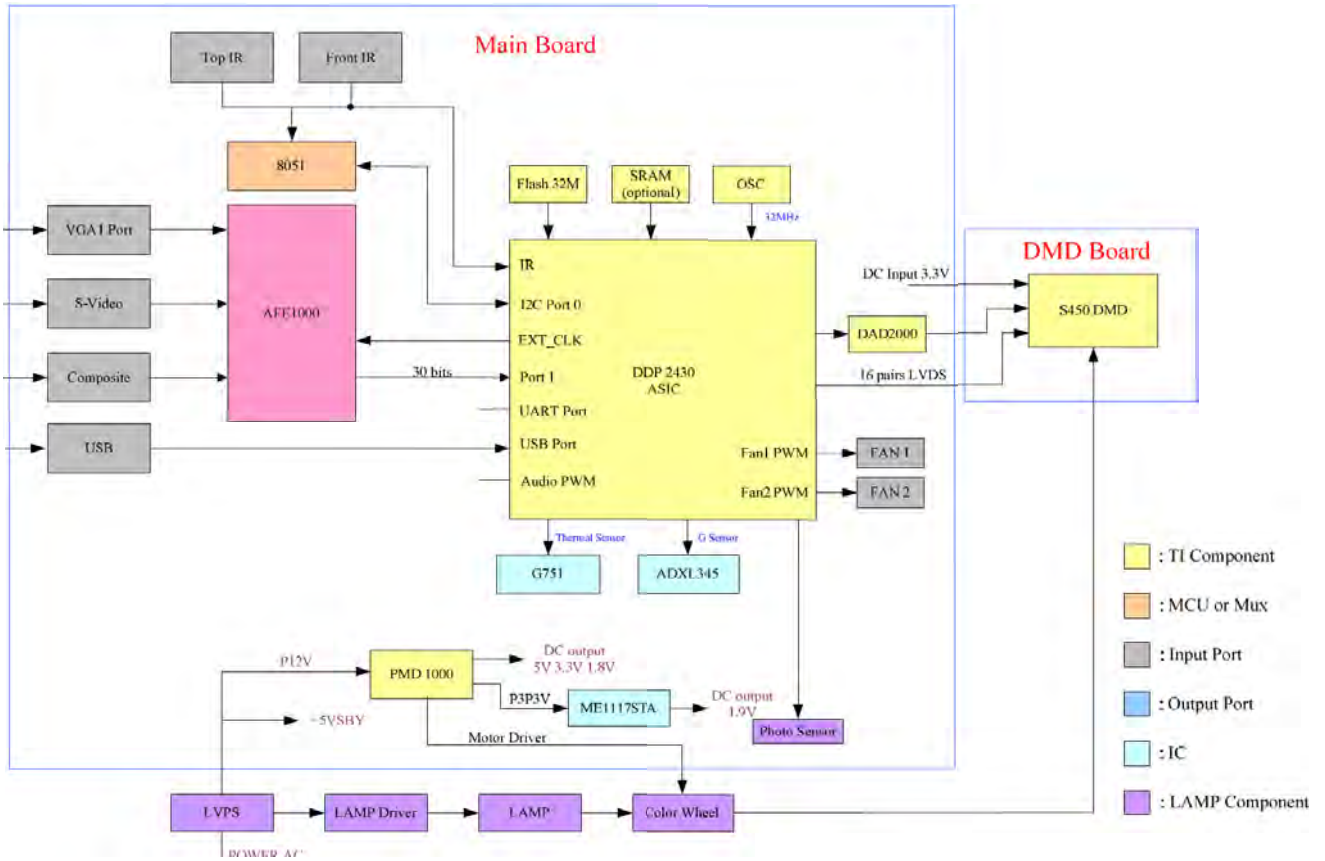 Main Board
Top IR
Front IR
8051
Flash 32M
SRAM
(optional)
OSC
32MHz
VGA1 Port
S-Video
Composite
USB
AFE1000
30 bits
IR
I2C Port 0
EXT_CLK
Port 1
UART Port
USB Port
Audio PWM
DDP 2430
ASIC
Fan1 PWM
Fan2 PWM
DMD Board
DC Input 3.3V
S450 DMD
DAD2000
16 pairs LVDS
FAN 1
FAN 2
Thermal Sensor
G Sensor
G751
ADXL345
P12V
PMD 1000
DC output
5V 3.3V 1.8V
P3P3V
ME1117STA
DC output
1.9V
Photo Sensor
Motor Driver
LVPS
LAMP Driver
LAMP
Color Wheel
POWER AC
: TI Component
: MCU or Mux
: Input Port
: Output Port
: IC
: LAMP Component